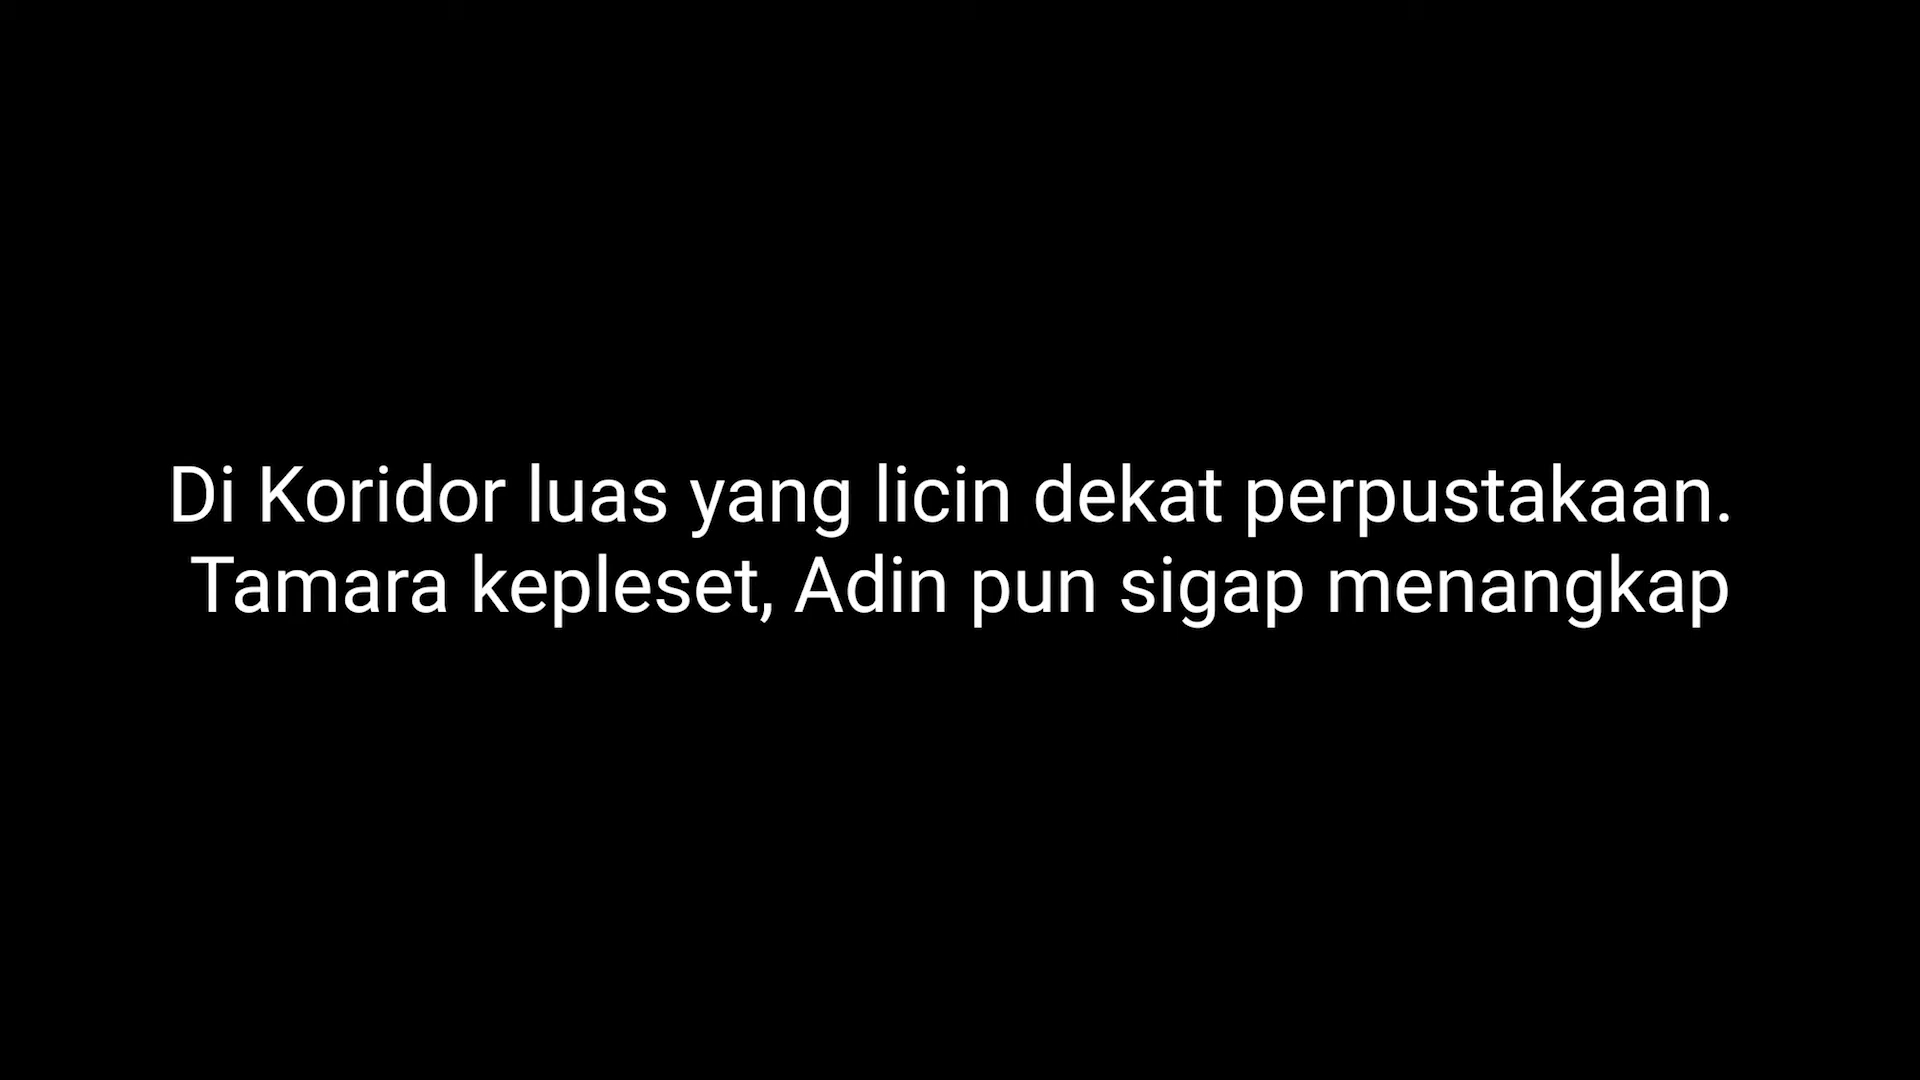 Di Koridor luas yang licin dekat perpustakaan.
Tamara kepleset, Adin pun sigap menangkap